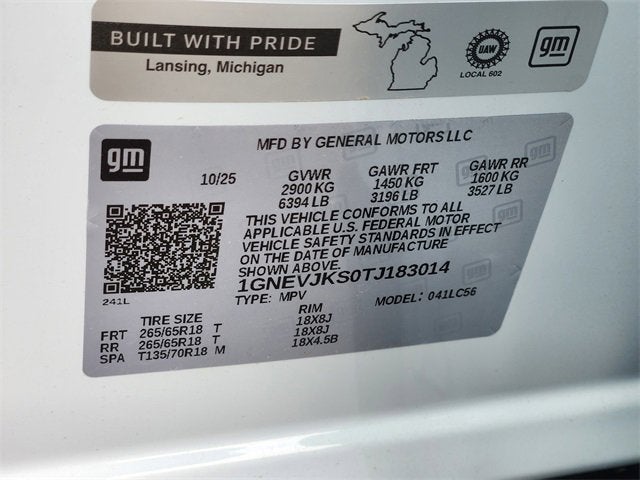 BUILT WITH PRIDE
Lansing, Michigan
UAW
LOCAL 602
gm
gm
MFD BY GENERAL MOTORS LLC
10/25 GVWR GAWR FRT GAWR RR
2900 KG 1450 KG 1600 KG
6394 LB 3196 LB 3527 LB
THIS VEHICLE CONFORMS TO ALL
APPLICABLE U.S. FEDERAL MOTOR
VEHICLE SAFETY STANDARDS IN EFFECT
ON THE DATE OF MANUFACTURE
SHOWN ABOVE.
241L
1GNEVJKS0TJ183014
TYPE: MPV MODEL: 041LC56
TIRE SIZE RIM
FRT 265/65R18 T 18X8J
RR 265/65R18 T 18X8J
SPA T135/70R18 M 18X4.5B